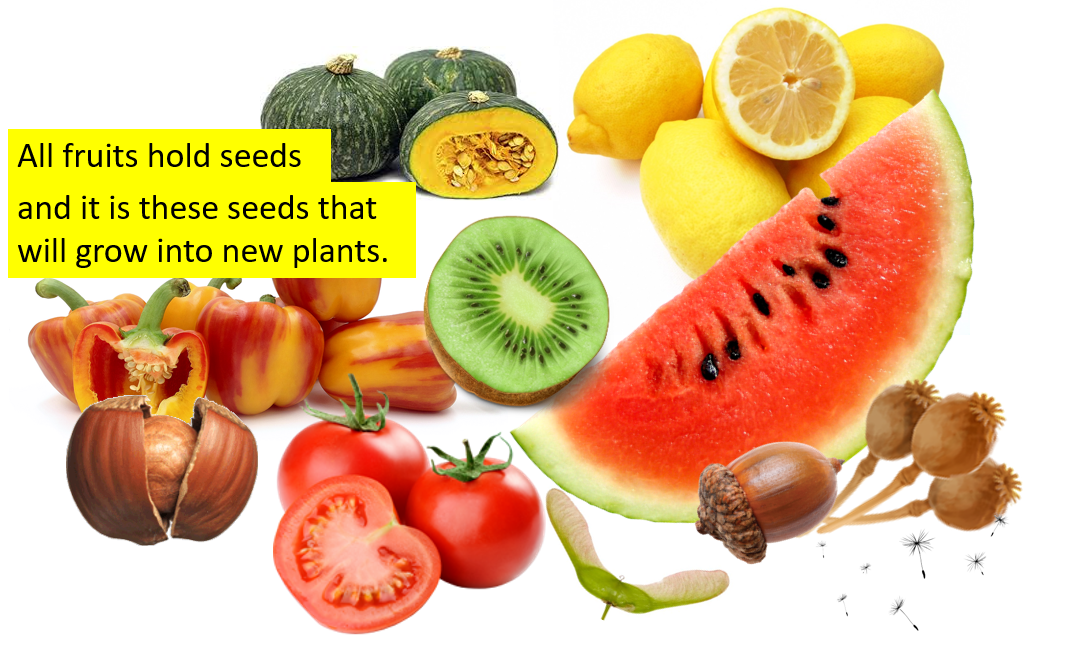 All fruits hold seeds
and it is these seeds that
will grow into new plants.